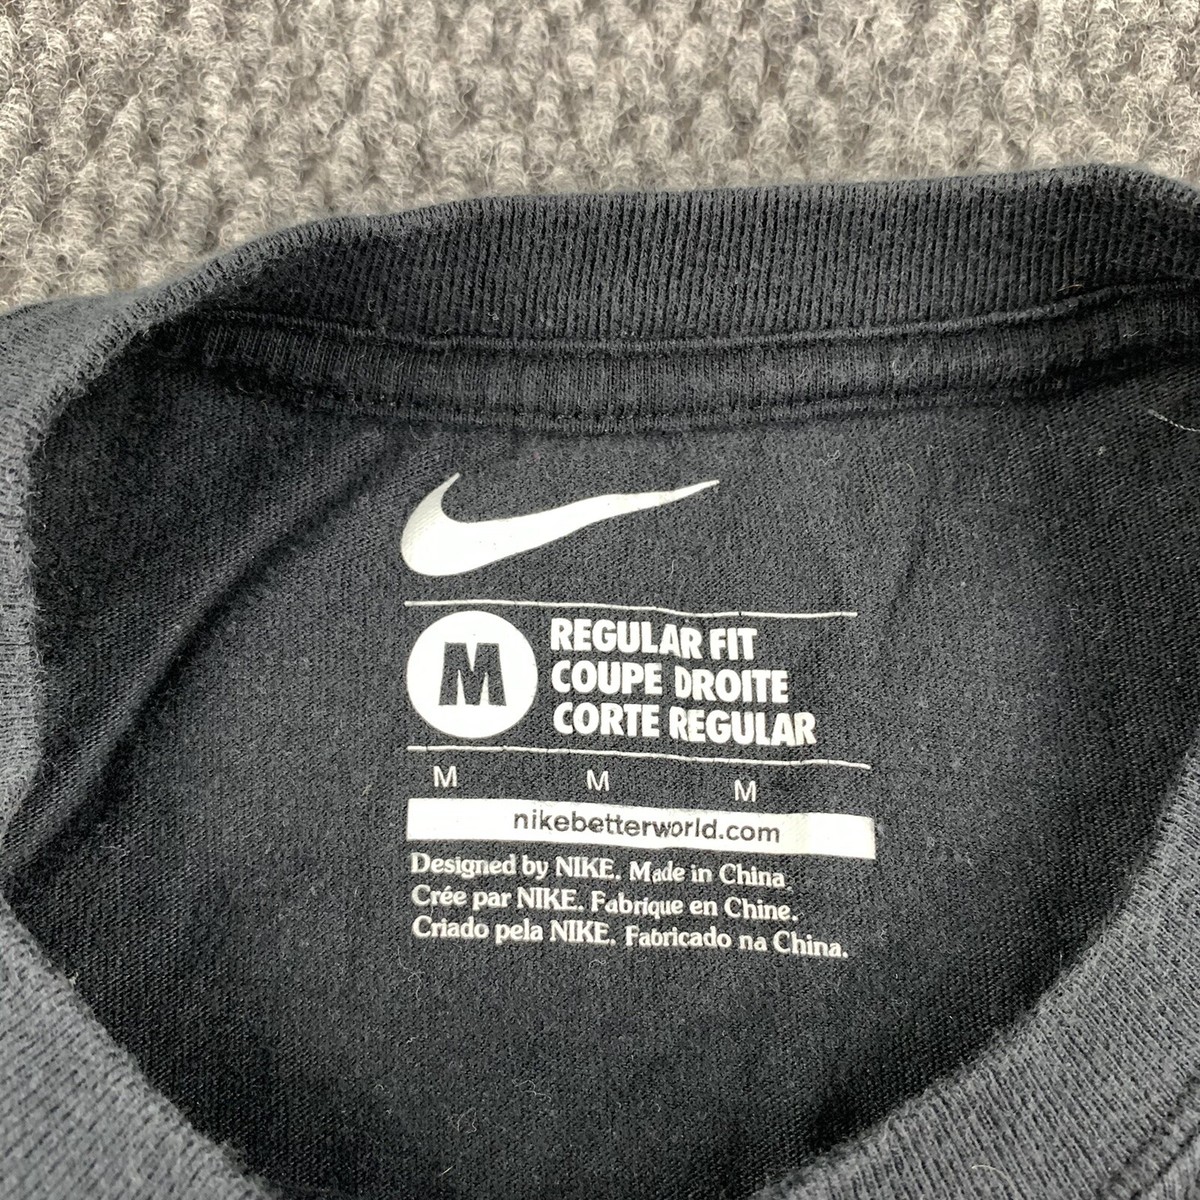 M
REGULAR FIT
COUPE DROITE
CORTE REGULAR
M M M
nikebetterworld.com
Designed by NIKE. Made in China.
Crée par NIKE. Fabrique en Chine.
Criado pela NIKE. Fabricado na China.